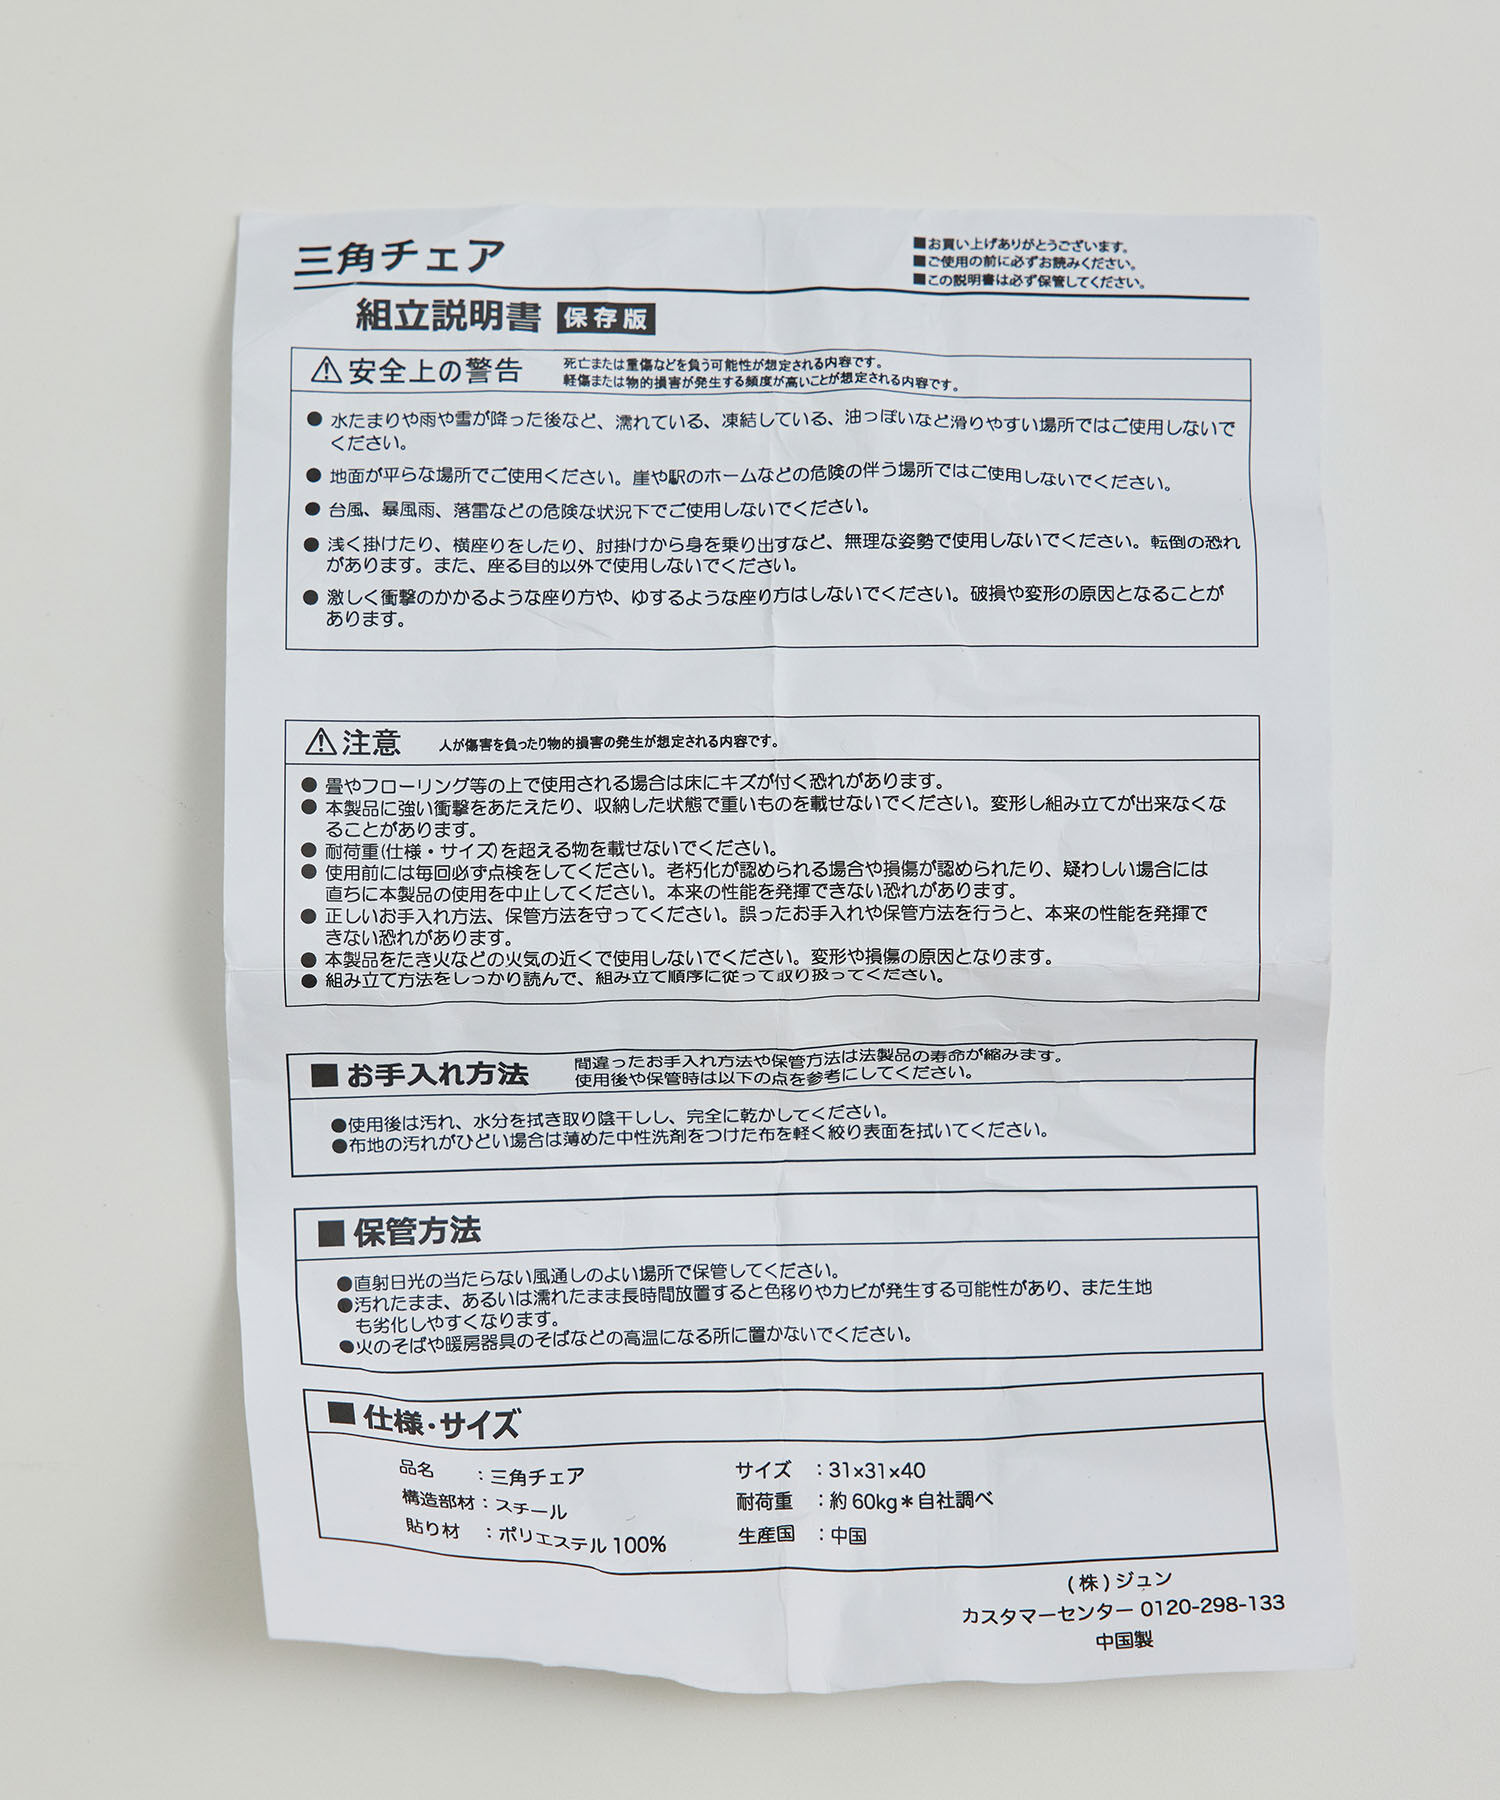 三角チェア
■お買い上げありがとうございます。
■ご使用の前に必ずお読みください。
■この説明書は必ず保管してください。
組立説明書 保存版
⚠安全上の警告
死亡または重傷などを負う可能性が想定される内容です。
軽傷または物的損害が発生する頻度が高いことが想定される内容です。
● 水たまりや雨や雪が降った後など、濡れている、凍結している、油っぽいなど滑りやすい場所ではご使用しないで
ください。
● 地面が平らな場所でご使用ください。崖や駅のホームなどの危険の伴う場所ではご使用しないでください。
● 台風、暴風雨、落雷などの危険な状況下でご使用しないでください。
● 浅く掛けたり、横座りをしたり、肘掛けから身を乗り出すなど、無理な姿勢で使用しないでください。転倒の恐れ
があります。また、座る目的以外で使用しないでください。
● 激しく衝撃のかかるような座り方や、ゆするような座り方はしないでください。破損や変形の原因となることが
あります。
⚠注意 人が傷害を負ったり物的損害の発生が想定される内容です。
● 畳やフローリング等の上で使用される場合は床にキズが付く恐れがあります。
● 本製品に強い衝撃をあたえたり、収納した状態で重いものを載せないでください。変形し組み立てが出来なくな
ることがあります。
● 耐荷重(仕様・サイズ)を超える物を載せないでください。
● 使用前には毎回必ず点検をしてください。老朽化が認められる場合や損傷が認められたり、疑わしい場合には
直ちに本製品の使用を中止してください。本来の性能を発揮できない恐れがあります。
● 正しいお手入れ方法、保管方法を守ってください。誤ったお手入れや保管方法を行うと、本来の性能を発揮で
きない恐れがあります。
● 本製品をたき火などの火気の近くで使用しないでください。変形や損傷の原因となります。
● 組み立て方法をしっかり読んで、組み立て順序に従って取り扱ってください。
■お手入れ方法
間違ったお手入れ方法や保管方法は法製品の寿命が縮みます。
使用後や保管時は以下の点を参考にしてください。
●使用後は汚れ、水分を拭き取り陰干しし、完全に乾かしてください。
●布地の汚れがひどい場合は薄めた中性洗剤をつけた布を軽く絞り表面を拭いてください。
■保管方法
●直射日光の当たらない風通しのよい場所で保管してください。
●汚れたまま、あるいは濡れたまま長時間放置すると色移りやカビが発生する可能性があり、また生地
も劣化しやすくなります。
●火のそばや暖房器具のそばなどの高温になる所に置かないでください。
■仕様・サイズ
品名 :三角チェア
構造部材:スチール
貼り材 :ポリエステル100%
サイズ :31×31×40
耐荷重 :約60kg＊自社調べ
生産国 :中国
(株)ジュン
カスタマーセンター 0120-298-133
中国製